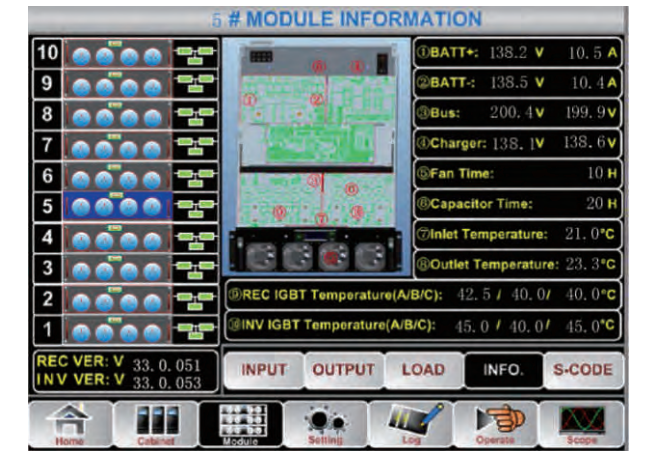 5 # MODULE INFORMATION
10
9
8
7
6
5
4
3
2
1
①BATT+: 138.2 V 10.5 A
②BATT-: 138.5 V 10.4 A
③Bus: 200.4 V 199.9 V
④Charger: 138.1 V 138.6 V
⑤Fan Time: 10 H
⑥Capacitor Time: 20 H
⑦Inlet Temperature: 21.0°C
⑧Outlet Temperature: 23.3°C
⑨REC IGBT Temperature(A/B/C): 42.5 / 40.0/ 40.0°C
⑩INV IGBT Temperature(A/B/C): 45.0 / 40.0/ 45.0°C
REC VER: V 33.0.051
INV VER: V 33.0.053
INPUT OUTPUT LOAD INFO. S-CODE
Home Cabinet Module Setting Log Operate Scope